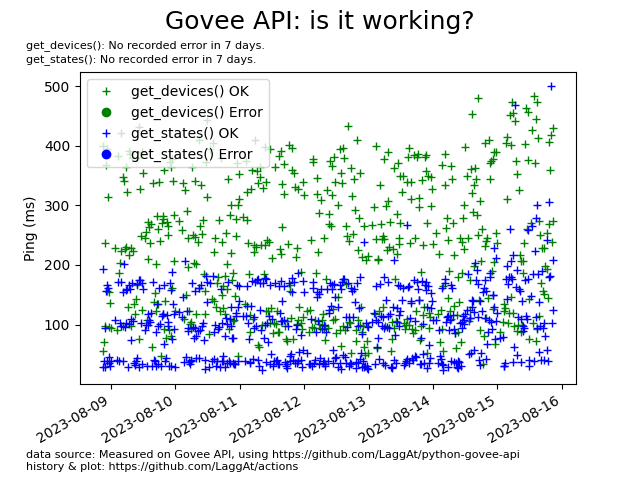 Govee API: is it working?
get_devices(): No recorded error in 7 days.
get_states(): No recorded error in 7 days.
get_devices() OK
get_devices() Error
get_states() OK
get_states() Error
Ping (ms)
500
400
300
200
100
2023-08-09
2023-08-10
2023-08-11
2023-08-12
2023-08-13
2023-08-14
2023-08-15
2023-08-16
data source: Measured on Govee API, using https://github.com/LaggAt/python-govee-api
history & plot: https://github.com/LaggAt/actions